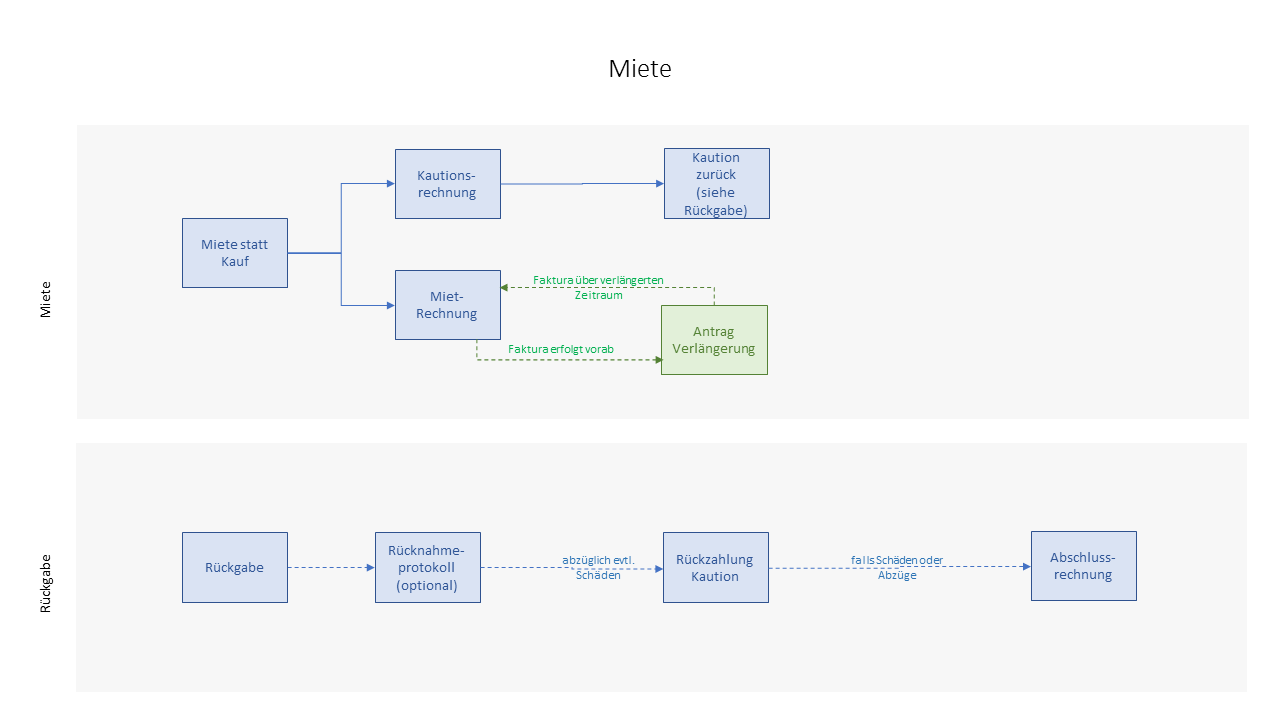 Miete
Miete
Kautions-
rechnung
Kaution
zurück
(siehe
Rückgabe)
Miete statt
Kauf
Miet-
Rechnung
Faktura über verlängerten
Zeitraum
Antrag
Verlängerung
Faktura erfolgt vorab
Rückgabe
Rückgabe
Rücknahme-
protokoll
(optional)
abzüglich evtl.
Schäden
Rückzahlung
Kaution
falls Schäden oder
Abzüge
Abschluss-
rechnung